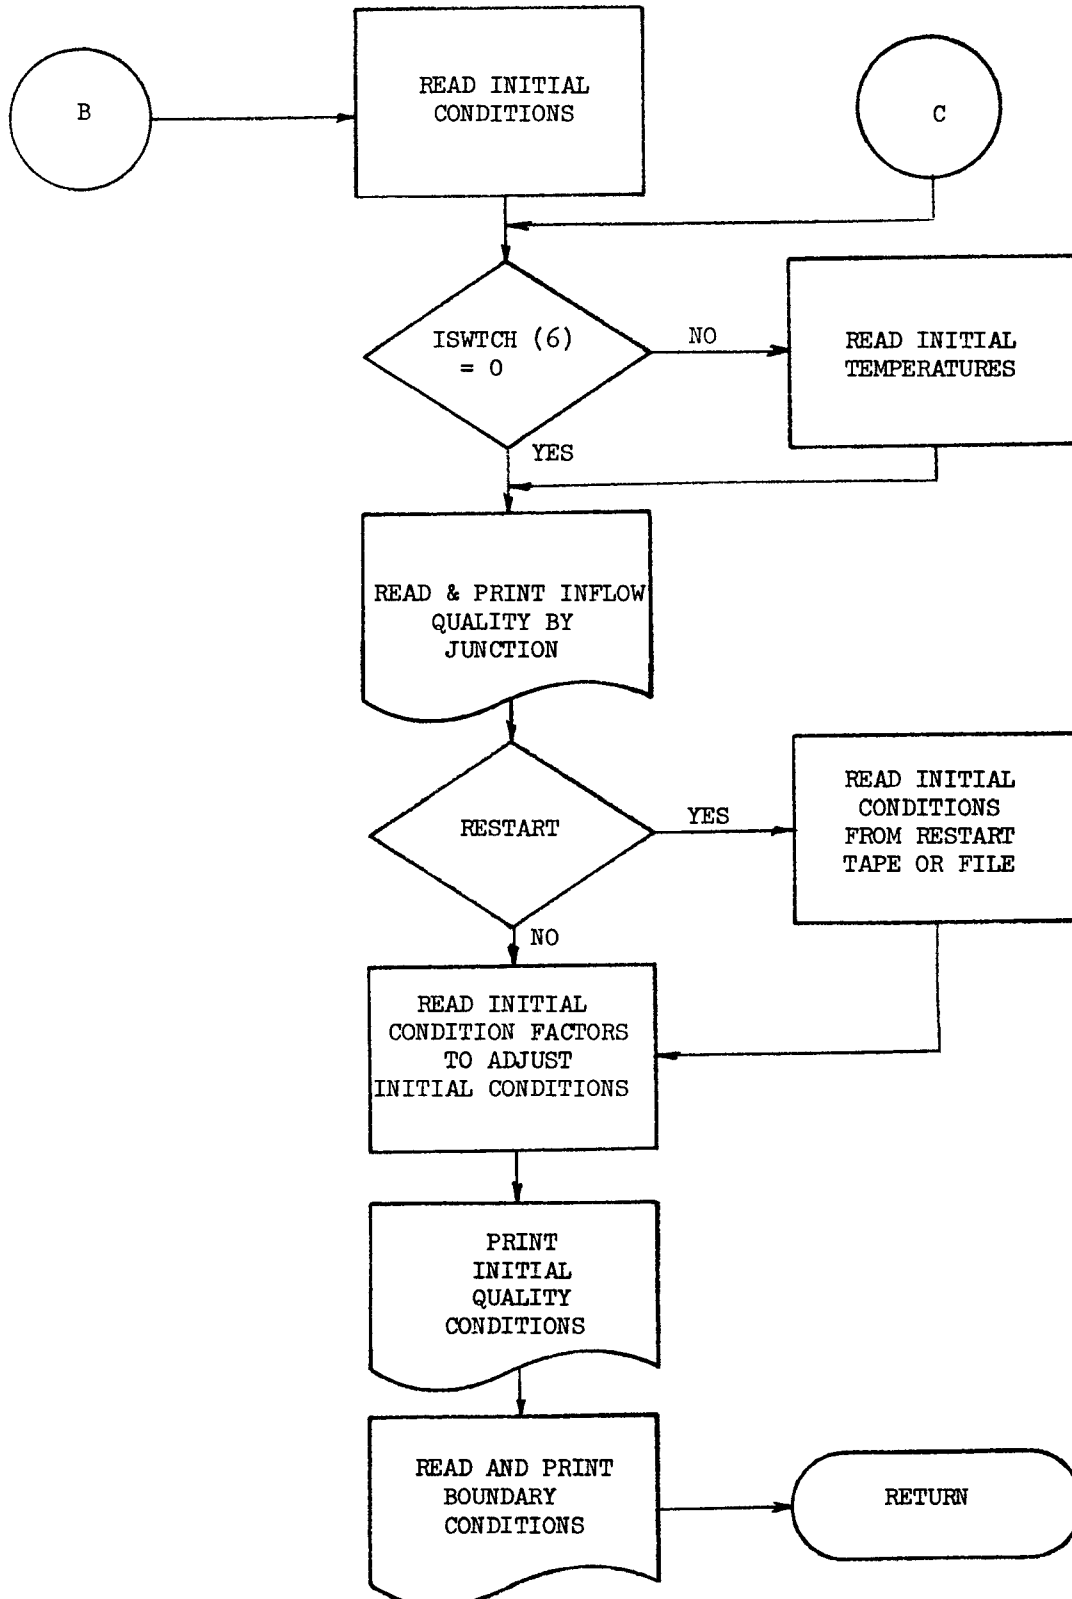 B
READ INITIAL
CONDITIONS
C
ISWTCH (6)
= 0
NO
READ INITIAL
TEMPERATURES
YES
READ & PRINT INFLOW
QUALITY BY
JUNCTION
RESTART
YES
READ INITIAL
CONDITIONS
FROM RESTART
TAPE OR FILE
NO
READ INITIAL
CONDITION FACTORS
TO ADJUST
INITIAL CONDITIONS
PRINT
INITIAL
QUALITY
CONDITIONS
READ AND PRINT
BOUNDARY
CONDITIONS
RETURN